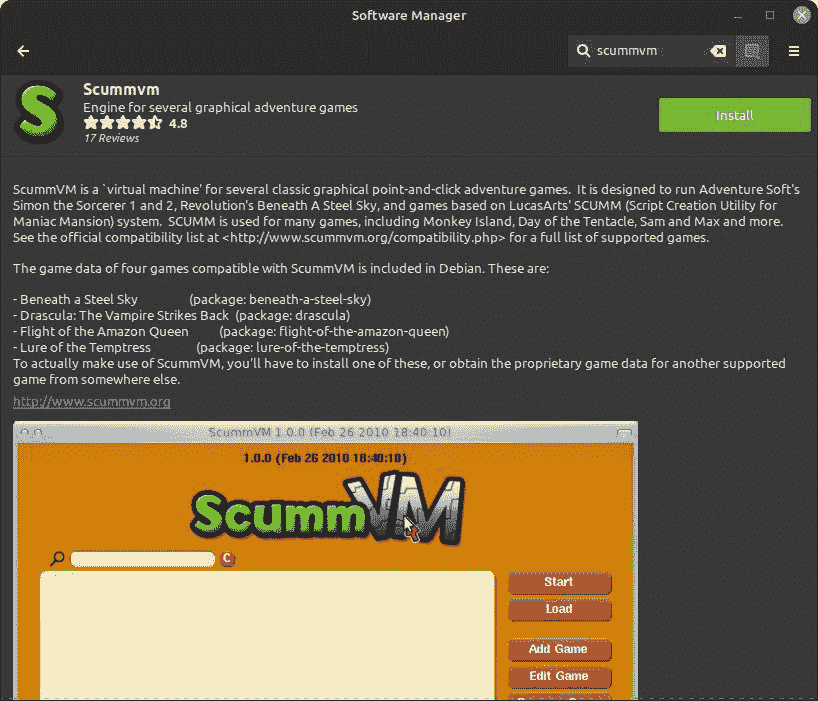 Software Manager
scummvm
Scummvm
Engine for several graphical adventure games
4.8
17 Reviews
Install
ScummVM is a `virtual machine' for several classic graphical point-and-click adventure games.  It is designed to run Adventure Soft's
Simon the Sorcerer 1 and 2, Revolution's Beneath A Steel Sky, and games based on LucasArts' SCUMM (Script Creation Utility for
Maniac Mansion) system.  SCUMM is used for many games, including Monkey Island, Day of the Tentacle, Sam and Max and more.
See the official compatibility list at <http://www.scummvm.org/compatibility.php> for a full list of supported games.
The game data of four games compatible with ScummVM is included in Debian. These are:
- Beneath a Steel Sky (package: beneath-a-steel-sky)
- Drascula: The Vampire Strikes Back (package: drascula)
- Flight of the Amazon Queen (package: flight-of-the-amazon-queen)
- Lure of the Temptress (package: lure-of-the-temptress)
To actually make use of ScummVM, you'll have to install one of these, or obtain the proprietary game data for another supported
game from somewhere else.
http://www.scummvm.org
ScummVM 1.0.0 (Feb 26 2010 18:40:10)
1.0.0 (Feb 26 2010 18:40:10)
ScummVM
C
Start
Load
Add Game
Edit Game